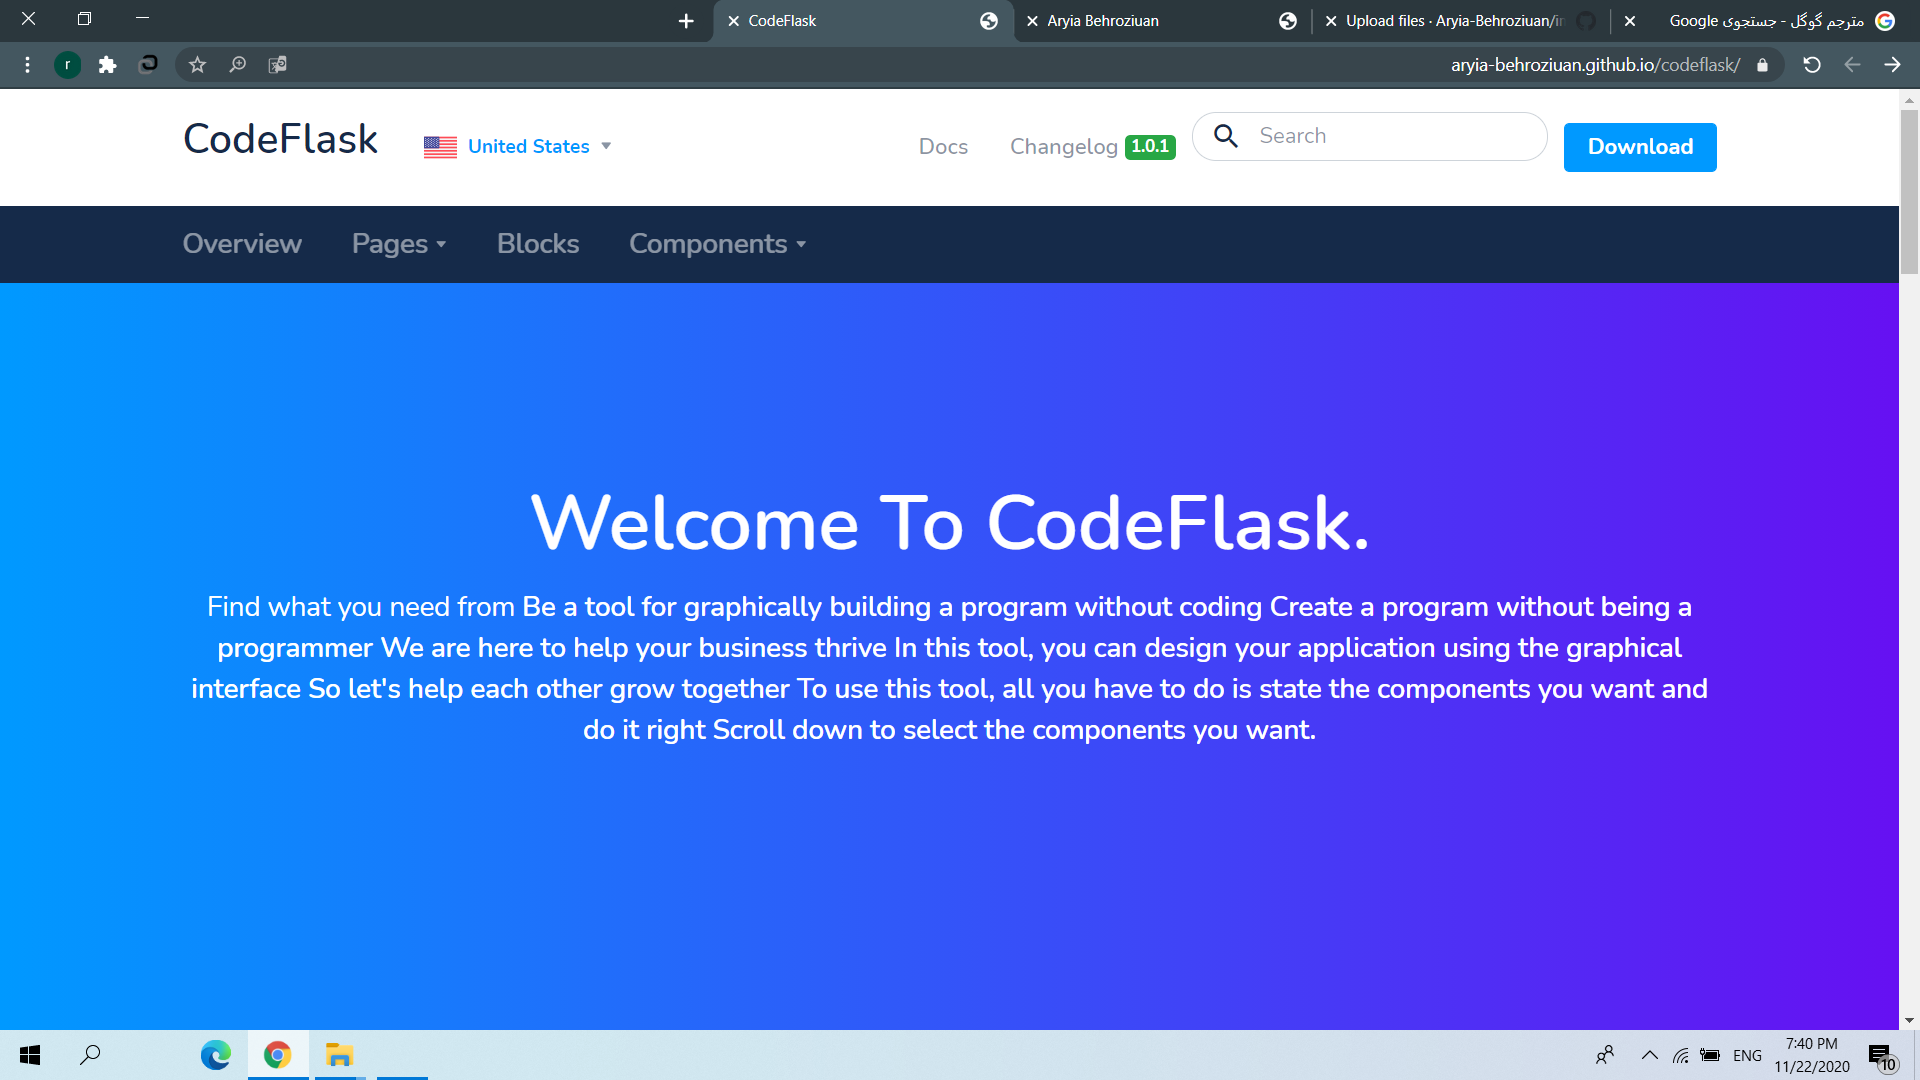 CodeFlask
Aryia Behroziuan
Upload files · Aryia-Behroziuan/
مترجم گوگل - جستجوی Google
r
aryia-behroziuan.github.io/codeflask/
CodeFlask
United States
Docs
Changelog 1.0.1
Search
Download
Overview
Pages
Blocks
Components
Welcome To CodeFlask.
Find what you need from Be a tool for graphically building a program without coding Create a program without being a
programmer We are here to help your business thrive In this tool, you can design your application using the graphical
interface So let's help each other grow together To use this tool, all you have to do is state the components you want and
do it right Scroll down to select the components you want.
ENG
7:40 PM
11/22/2020
10